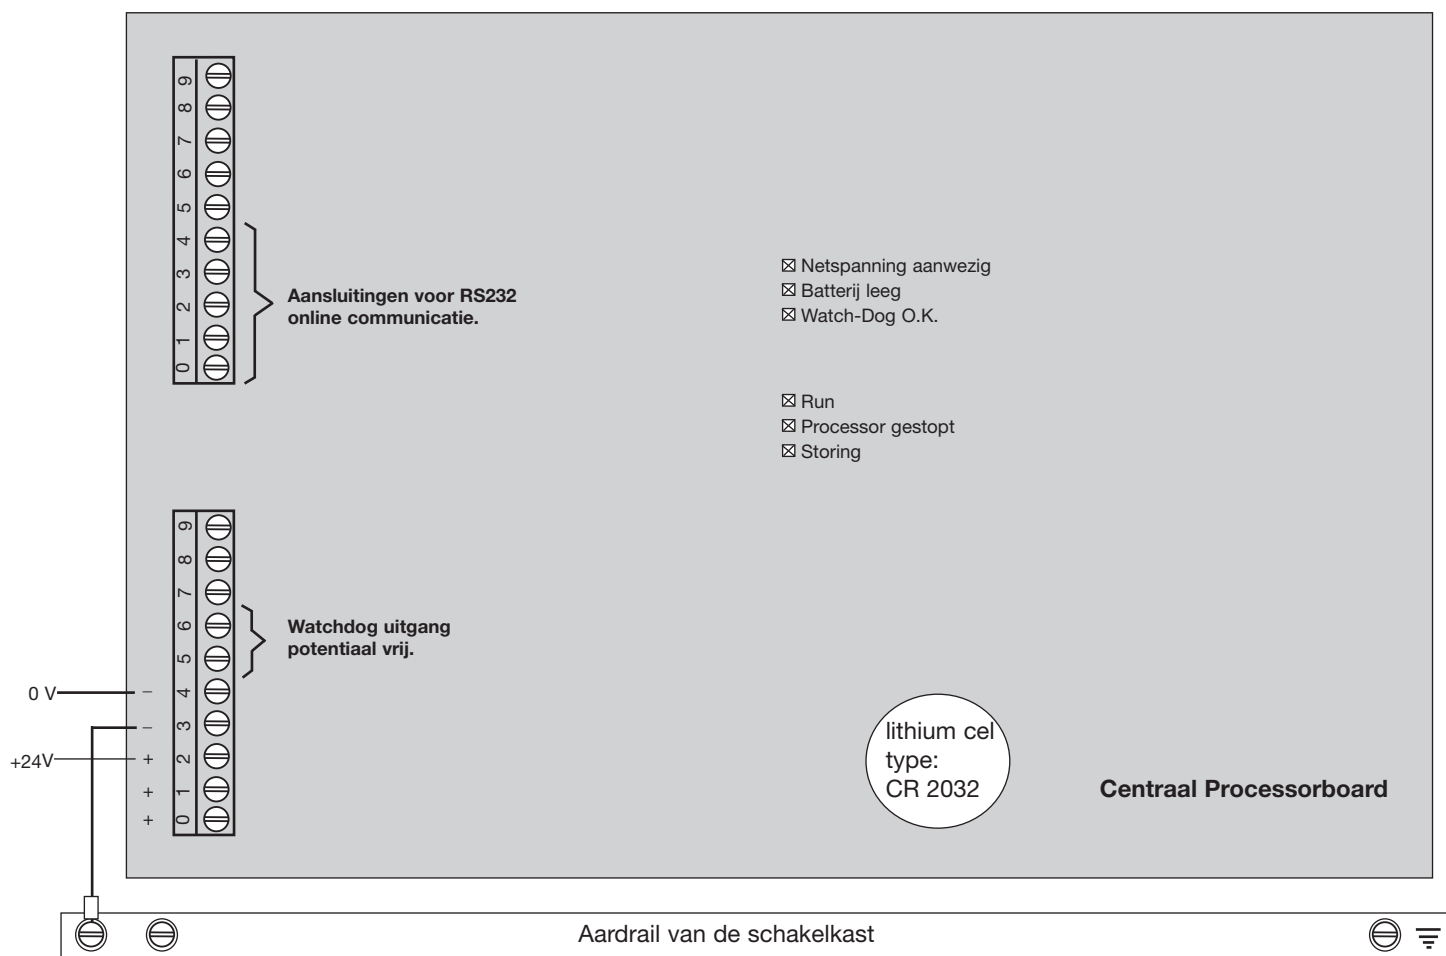 9
8
7
6
5
4
3
2
1
0
Aansluitingen voor RS232
online communicatie.
Netspanning aanwezig
Batterij leeg
Watch-Dog O.K.
Run
Processor gestopt
Storing
9
8
7
6
5
4
3
2
1
0
Watchdog uitgang
potentiaal vrij.
0 V
–
–
+24V
+
+
+
lithium cel
type:
CR 2032
Centraal Processorboard
Aardrail van de schakelkast